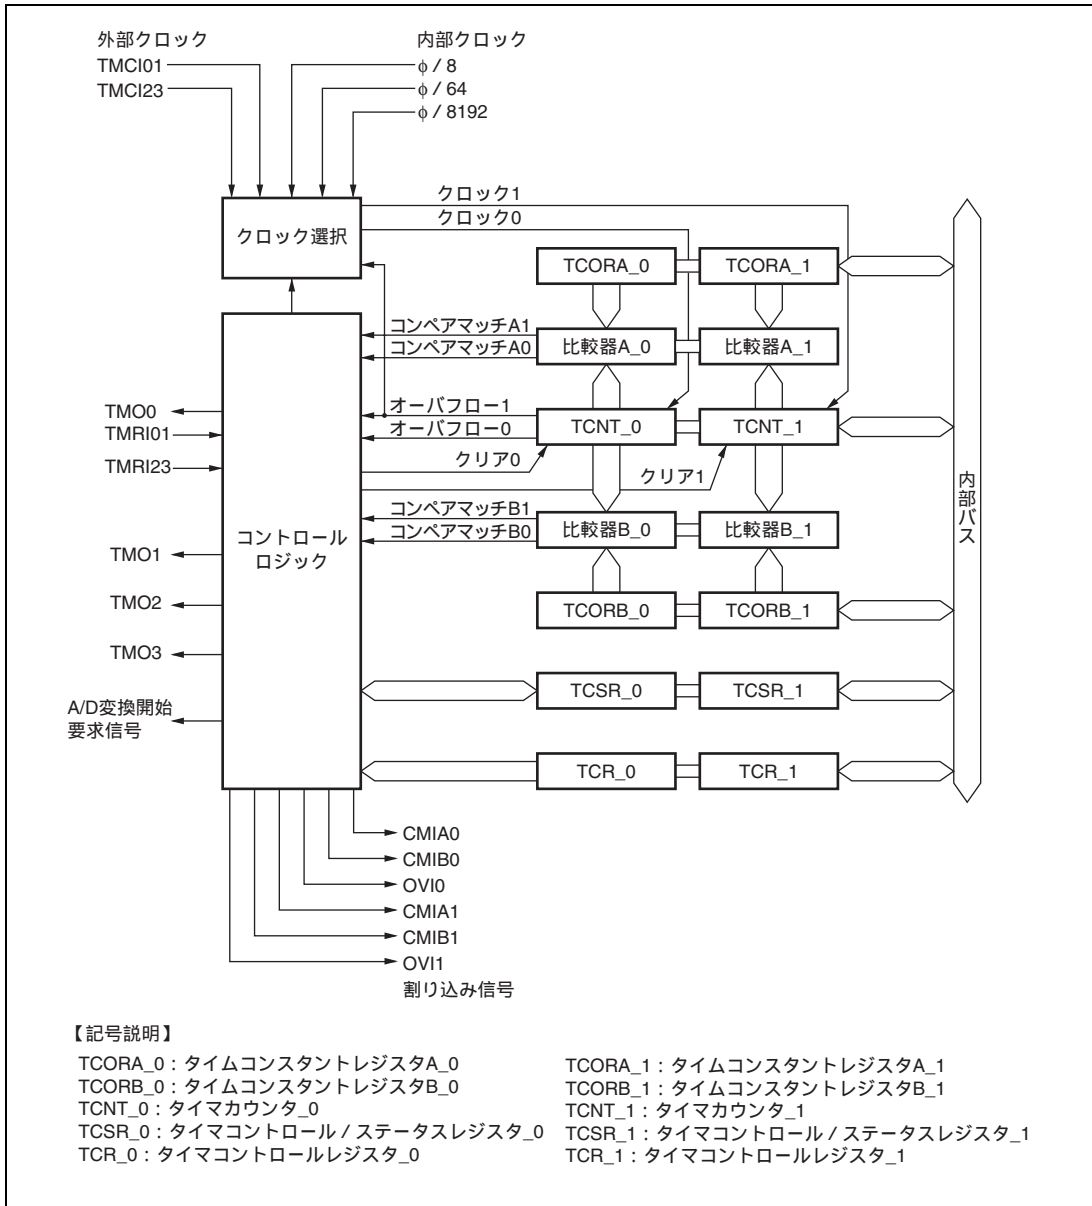 外部クロック
内部クロック
TMCI01
TMCI23
φ / 8
φ / 64
φ / 8192
クロック1
クロック0
クロック選択
TCORA_0
TCORA_1
コンペアマッチA1
コンペアマッチA0
比較器A_0
比較器A_1
オーバフロー1
オーバフロー0
TCNT_0
TCNT_1
クリア0
クリア1
TMO0
TMRI01
TMRI23
コンペアマッチB1
コンペアマッチB0
比較器B_0
比較器B_1
コントロール
ロジック
内部バス
TMO1
TMO2
TMO3
TCORB_0
TCORB_1
TCSR_0
TCSR_1
A/D変換開始
要求信号
TCR_0
TCR_1
CMIA0
CMIB0
OVI0
CMIA1
CMIB1
OVI1
割り込み信号
【記号説明】
TCORA_0：タイムコンスタントレジスタA_0
TCORB_0：タイムコンスタントレジスタB_0
TCNT_0：タイマカウンタ_0
TCSR_0：タイマコントロール / ステータスレジスタ_0
TCR_0：タイマコントロールレジスタ_0
TCORA_1：タイムコンスタントレジスタA_1
TCORB_1：タイムコンスタントレジスタB_1
TCNT_1：タイマカウンタ_1
TCSR_1：タイマコントロール / ステータスレジスタ_1
TCR_1：タイマコントロールレジスタ_1